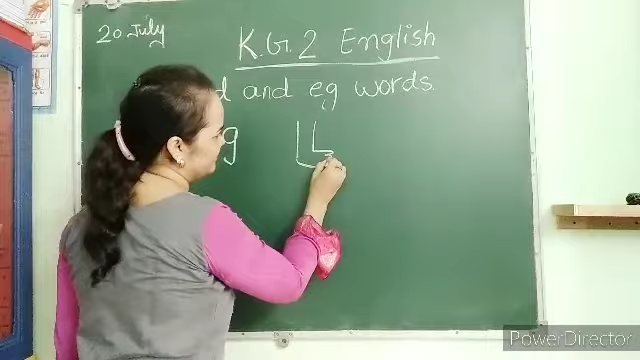 20 July
K.G. 2 English
d and eg words.
g
PowerDirector